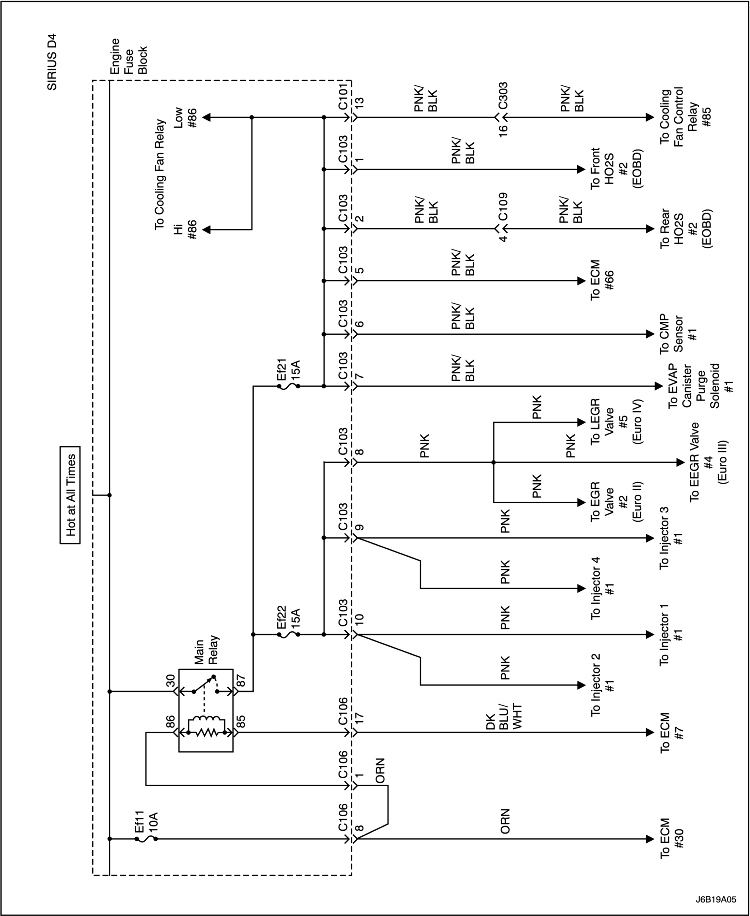 SIRIUS D4
Engine
Fuse
Block
Hot at All Times
To Cooling Fan Relay
Low
#86
Hi
#86
C101
13
PNK/
BLK
16
C303
PNK/
BLK
To Cooling
Fan Control
Relay
#85
C103
1
PNK/
BLK
To Front
HO2S
#2
(EOBD)
C103
2
PNK/
BLK
4
C109
PNK/
BLK
To Rear
HO2S
#2
(EOBD)
C103
5
PNK/
BLK
To ECM
#66
C103
6
PNK/
BLK
To CMP
Sensor
#1
Ef21
15A
C103
7
PNK/
BLK
To EVAP
Canister
Purge
Solenoid
#1
C103
8
PNK
PNK
To LEGR
Valve
#5
(Euro IV)
PNK
To EEGR Valve
#4
(Euro III)
PNK
To EGR
Valve
#2
(Euro II)
C103
9
PNK
To Injector 3
#1
PNK
To Injector 4
#1
Ef22
15A
C103
10
PNK
To Injector 1
#1
PNK
To Injector 2
#1
Main
Relay
30
87
86
85
C106
17
DK
BLU/
WHT
To ECM
#7
C106
1
ORN
Ef11
10A
C106
8
ORN
To ECM
#30
J6B19A05